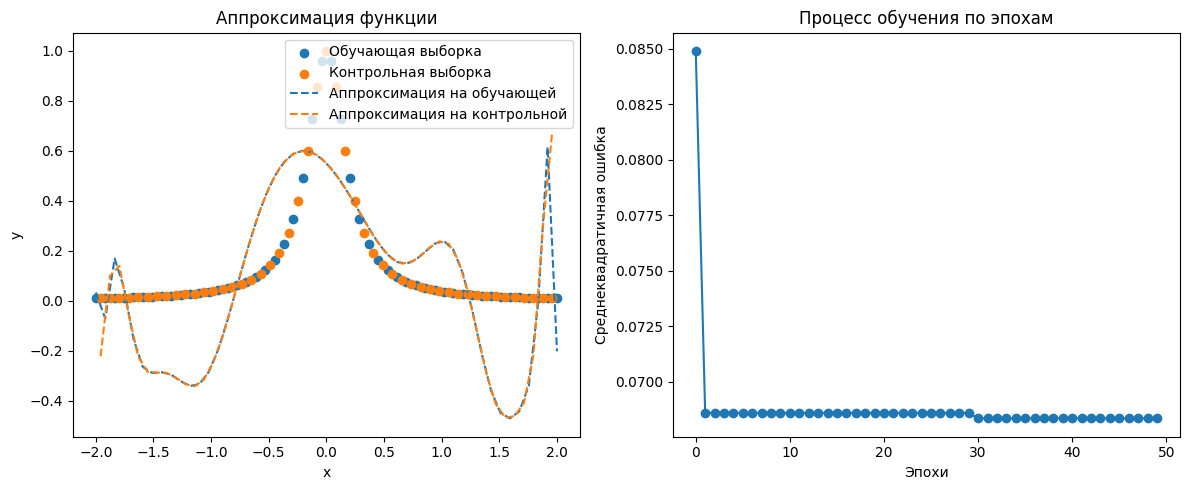 Аппроксимация функции
Обучающая выборка
Контрольная выборка
Аппроксимация на обучающей
Аппроксимация на контрольной
y
1.0
0.8
0.6
0.4
0.2
0.0
−0.2
−0.4
−2.0 −1.5 −1.0 −0.5 0.0 0.5 1.0 1.5 2.0
x
Процесс обучения по эпохам
Среднеквадратичная ошибка
0.0850
0.0825
0.0800
0.0775
0.0750
0.0725
0.0700
0 10 20 30 40 50
Эпохи